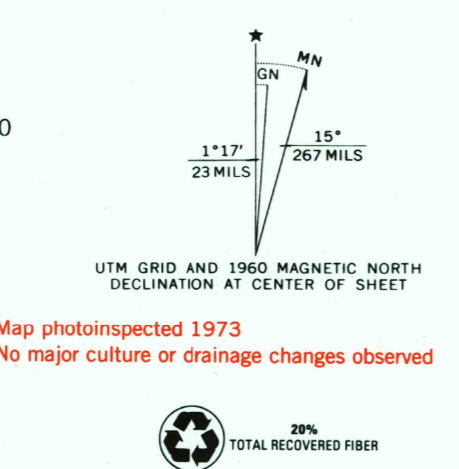 ★
MN
GN
0
1°17′
15°
23 MILS
267 MILS
UTM GRID AND 1960 MAGNETIC NORTH
DECLINATION AT CENTER OF SHEET
Map photoinspected 1973
No major culture or drainage changes observed
20%
TOTAL RECOVERED FIBER